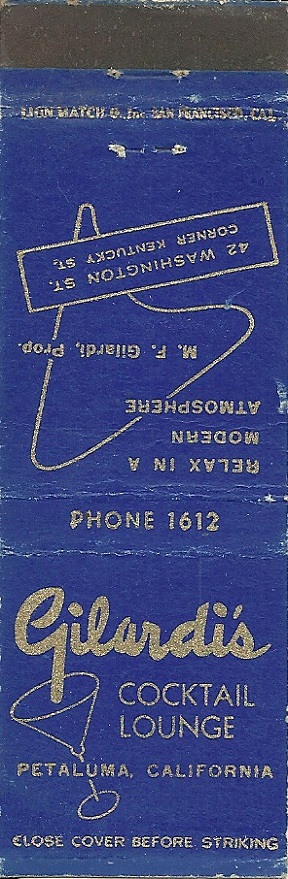 LION MATCH CO., Inc. SAN FRANCISCO, CAL.
RELAX IN A
MODERN
ATMOSPHERE
M. F. Gilardi, Prop.
42 WASHINGTON ST.
CORNER KENTUCKY ST.
PHONE 1612
Gilardi's
COCKTAIL
LOUNGE
PETALUMA, CALIFORNIA
CLOSE COVER BEFORE STRIKING